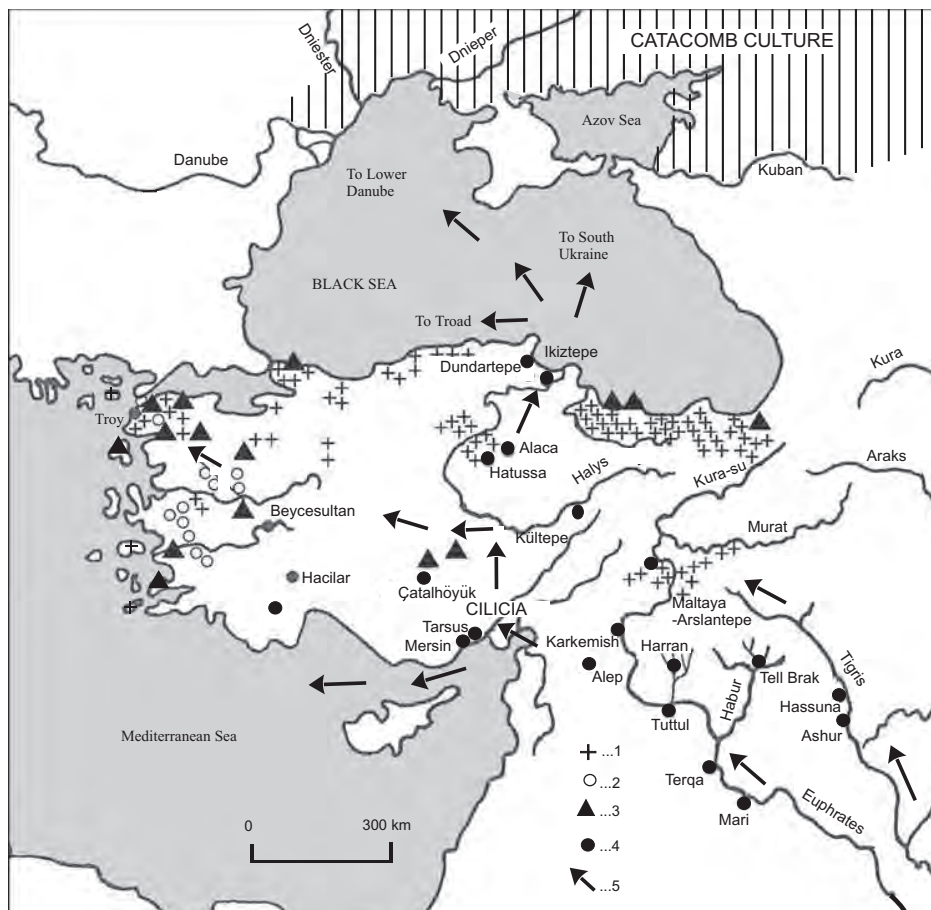 CATACOMB CULTURE
Dniester
Dnieper
Azov Sea
Danube
Kuban
To Lower
Danube
To South
Ukraine
BLACK SEA
To Troad
Ikiztepe
Dundartepe
Kura
Troy
Alaca
Hatussa
Halys
Kura-su
Araks
Beycesultan
Kültepe
Murat
Hacilar
Çatalhöyük
CILICIA
Maltaya
-Arslantepe
Tarsus
Mersin
Karkemish
Harran
Alep
Tell Brak
Tigris
Habur
Hassuna
Ashur
Tuttul
Mediterranean Sea
Terqa
Mari
Euphrates
...1
...2
...3
...4
...5
0 300 km